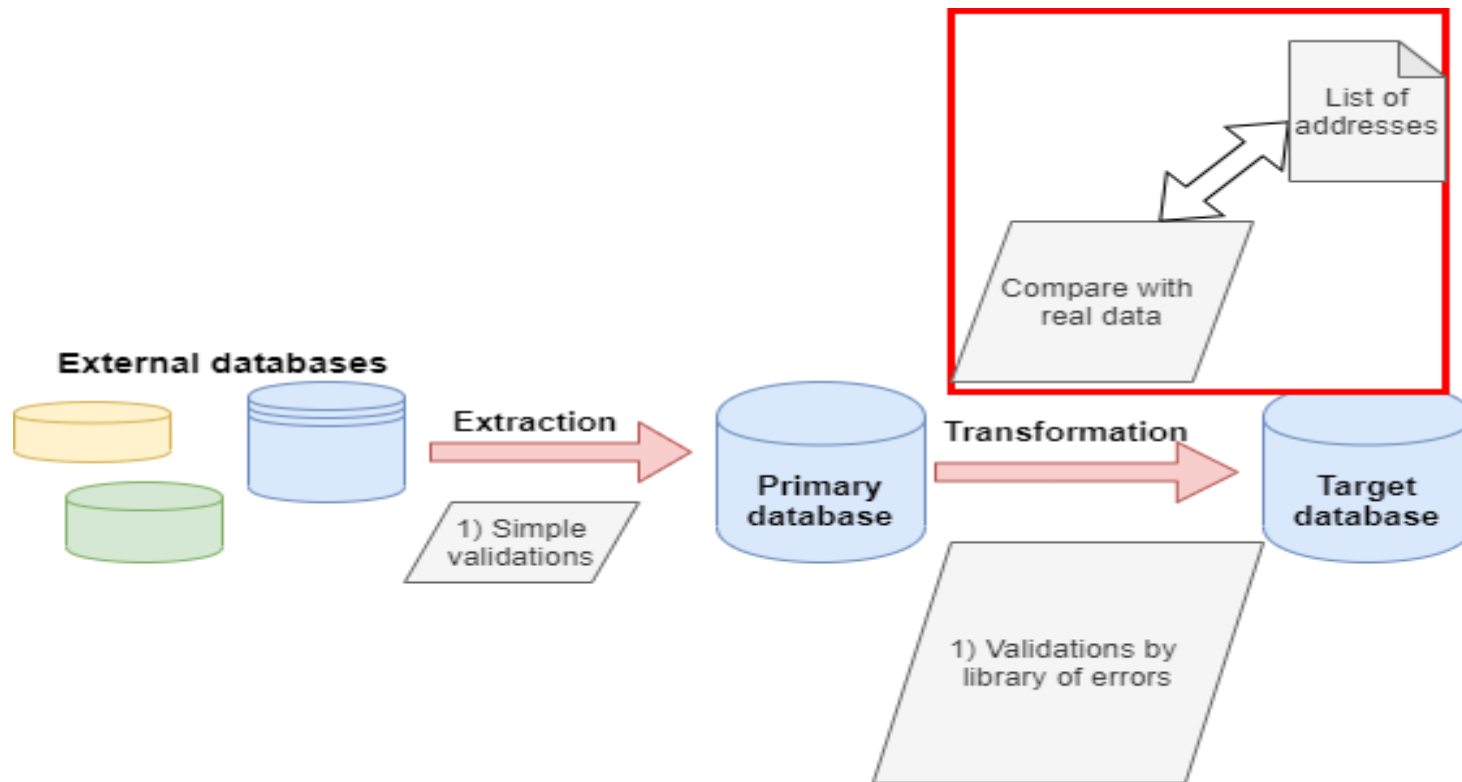 List of
addresses
Compare with
real data
External databases
Extraction
Transformation
1) Simple
validations
Primary
database
Target
database
1) Validations by
library of errors